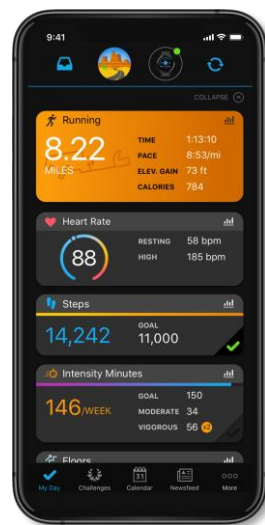 9:41
COLLAPSE
Running
8.22
MILES
TIME 1:13:10
PACE 8:53/mi
ELEV. GAIN 73 ft
CALORIES 784
Heart Rate
88
RESTING 58 bpm
HIGH 185 bpm
Steps
14,242
GOAL
11,000
Intensity Minutes
146/WEEK
GOAL 150
MODERATE 34
VIGOROUS 56 x2
Floors
31
My Day Challenges Calendar Newsfeed More